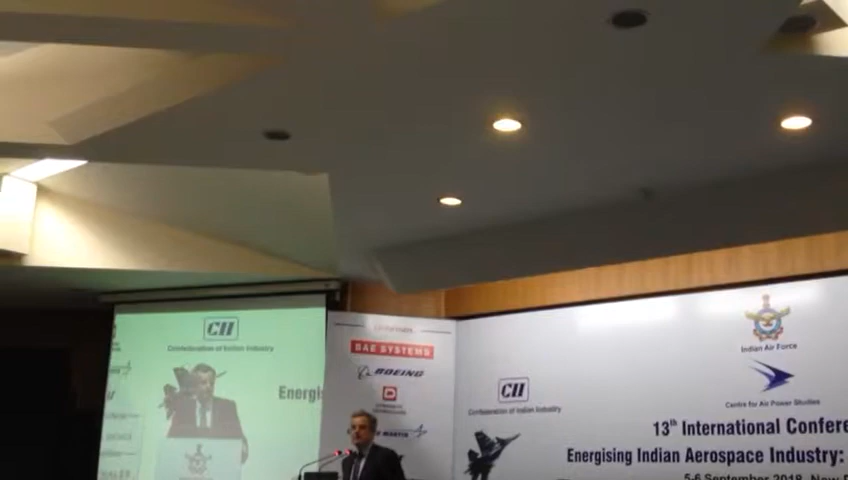 CII
Confederation of Indian Industry
Energis
BAE SYSTEMS
BOEING
MARTIN
CII
Confederation of Indian Industry
Indian Air Force
Centre for Air Power Studies
13th International Confere
Energising Indian Aerospace Industry:
5-6 September 2018, New D